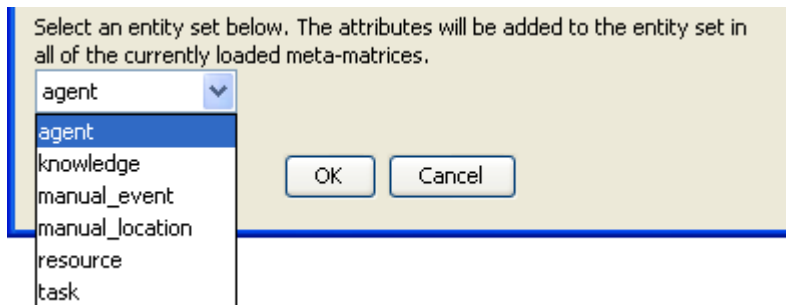 Select an entity set below. The attributes will be added to the entity set in
all of the currently loaded meta-matrices.
agent
agent
knowledge
OK Cancel
manual_event
manual_location
resource
task